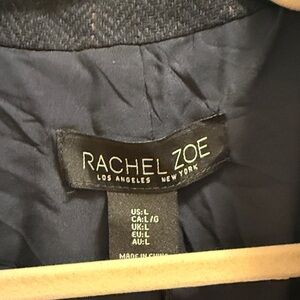 RACHEL ZOE
LOS ANGELES NEW YORK
US:L
CA:L/G
UK:L
EU:L
AU:L
MADE IN CHINA